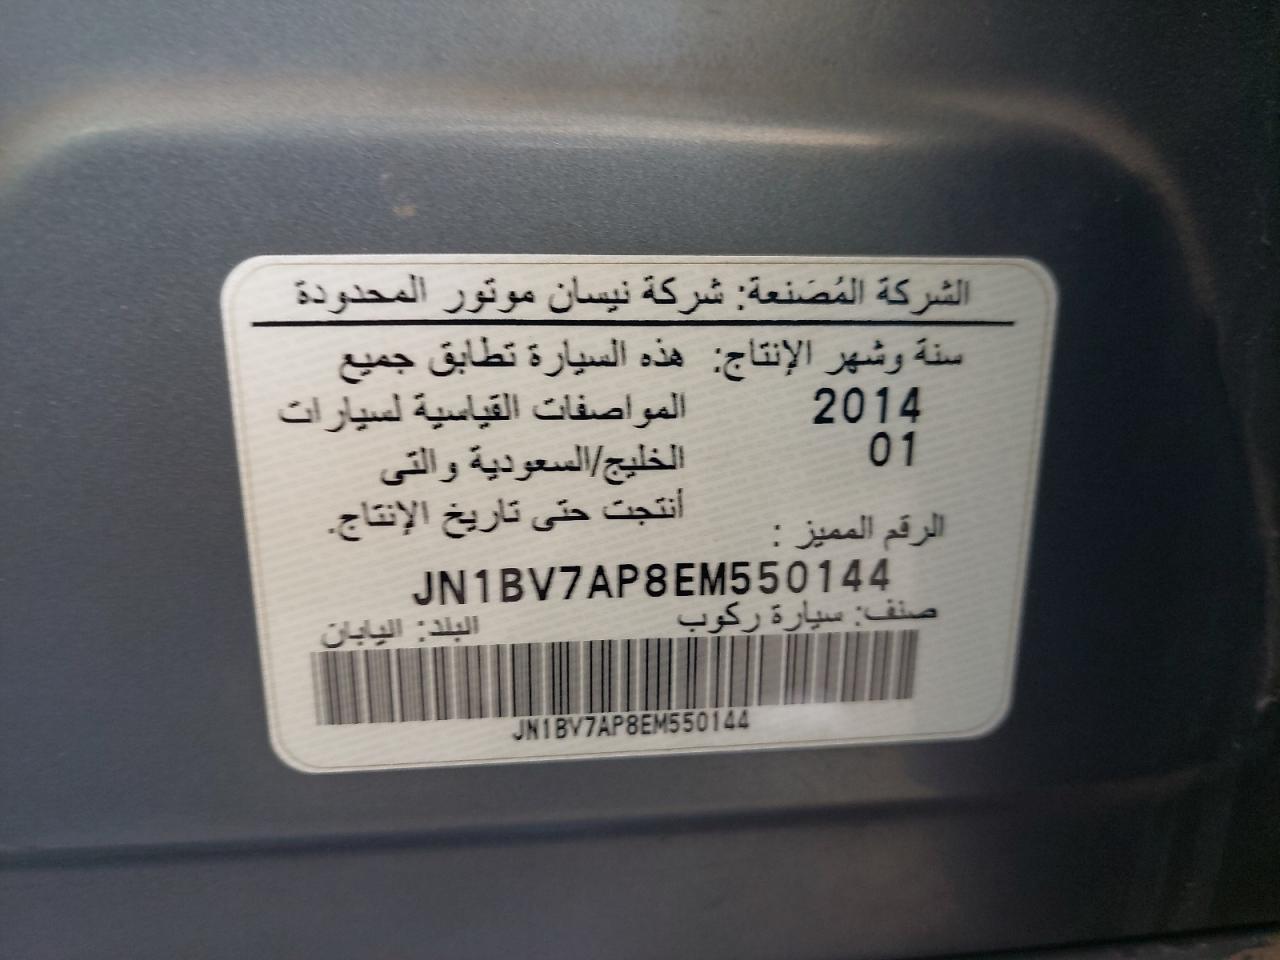 الشركة المُصَنعة: شركة نيسان موتور المحدودة
سنة وشهر الإنتاج:
2014
01
هذه السيارة تطابق جميع
المواصفات القياسية لسيارات
الخليج/السعودية والتى
أنتجت حتى تاريخ الإنتاج.
الرقم المميز :
JN1BV7AP8EM550144
صنف: سيارة ركوب
البلد: اليابان
JN1BV7AP8EM550144